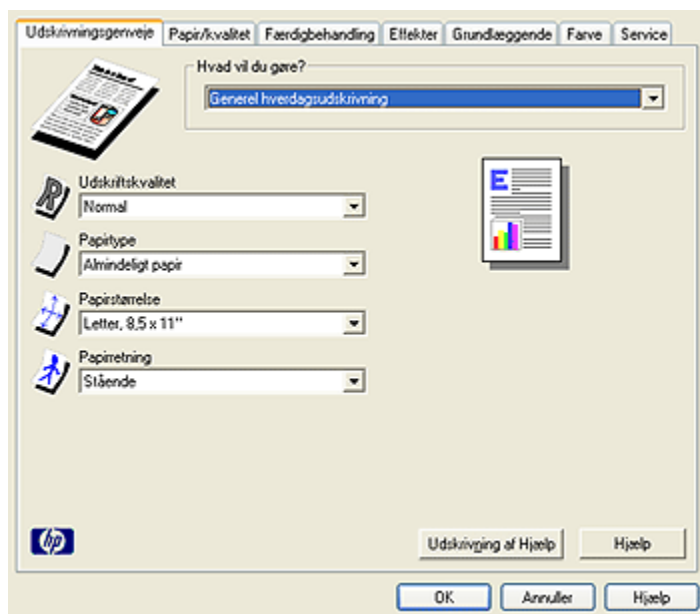 Udskrivningsgenveje Papir/kvalitet Færdigbehandling Effekter Grundlæggende Farve Service
Hvad vil du gøre?
Generel hverdagsudskrivning
Udskriftskvalitet
Normal
Papirtype
Almindeligt papir
Papirstørrelse
Letter, 8,5 x 11"
Papirretning
Stående
E
hp
Udskrivning af Hjælp Hjælp
OK Annuller Hjælp